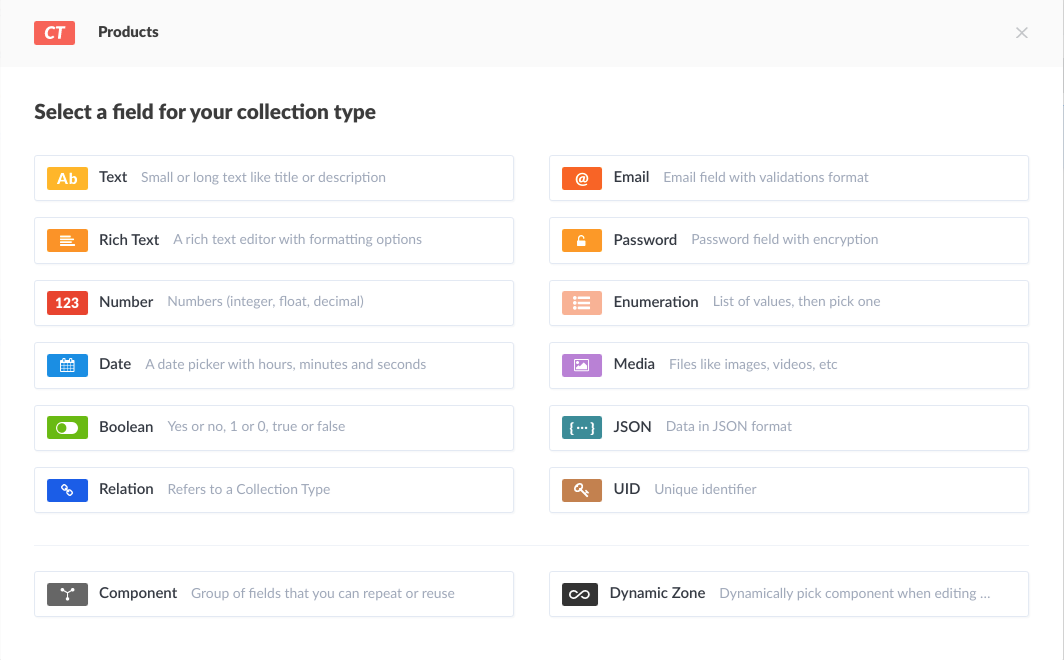 CT Products
Select a field for your collection type
Ab Text Small or long text like title or description
@ Email Email field with validations format
Rich Text A rich text editor with formatting options
Password Password field with encryption
123 Number Numbers (integer, float, decimal)
Enumeration List of values, then pick one
Date A date picker with hours, minutes and seconds
Media Files like images, videos, etc
Boolean Yes or no, 1 or 0, true or false
{···} JSON Data in JSON format
Relation Refers to a Collection Type
UID Unique identifier
Component Group of fields that you can repeat or reuse
Dynamic Zone Dynamically pick component when editing ...